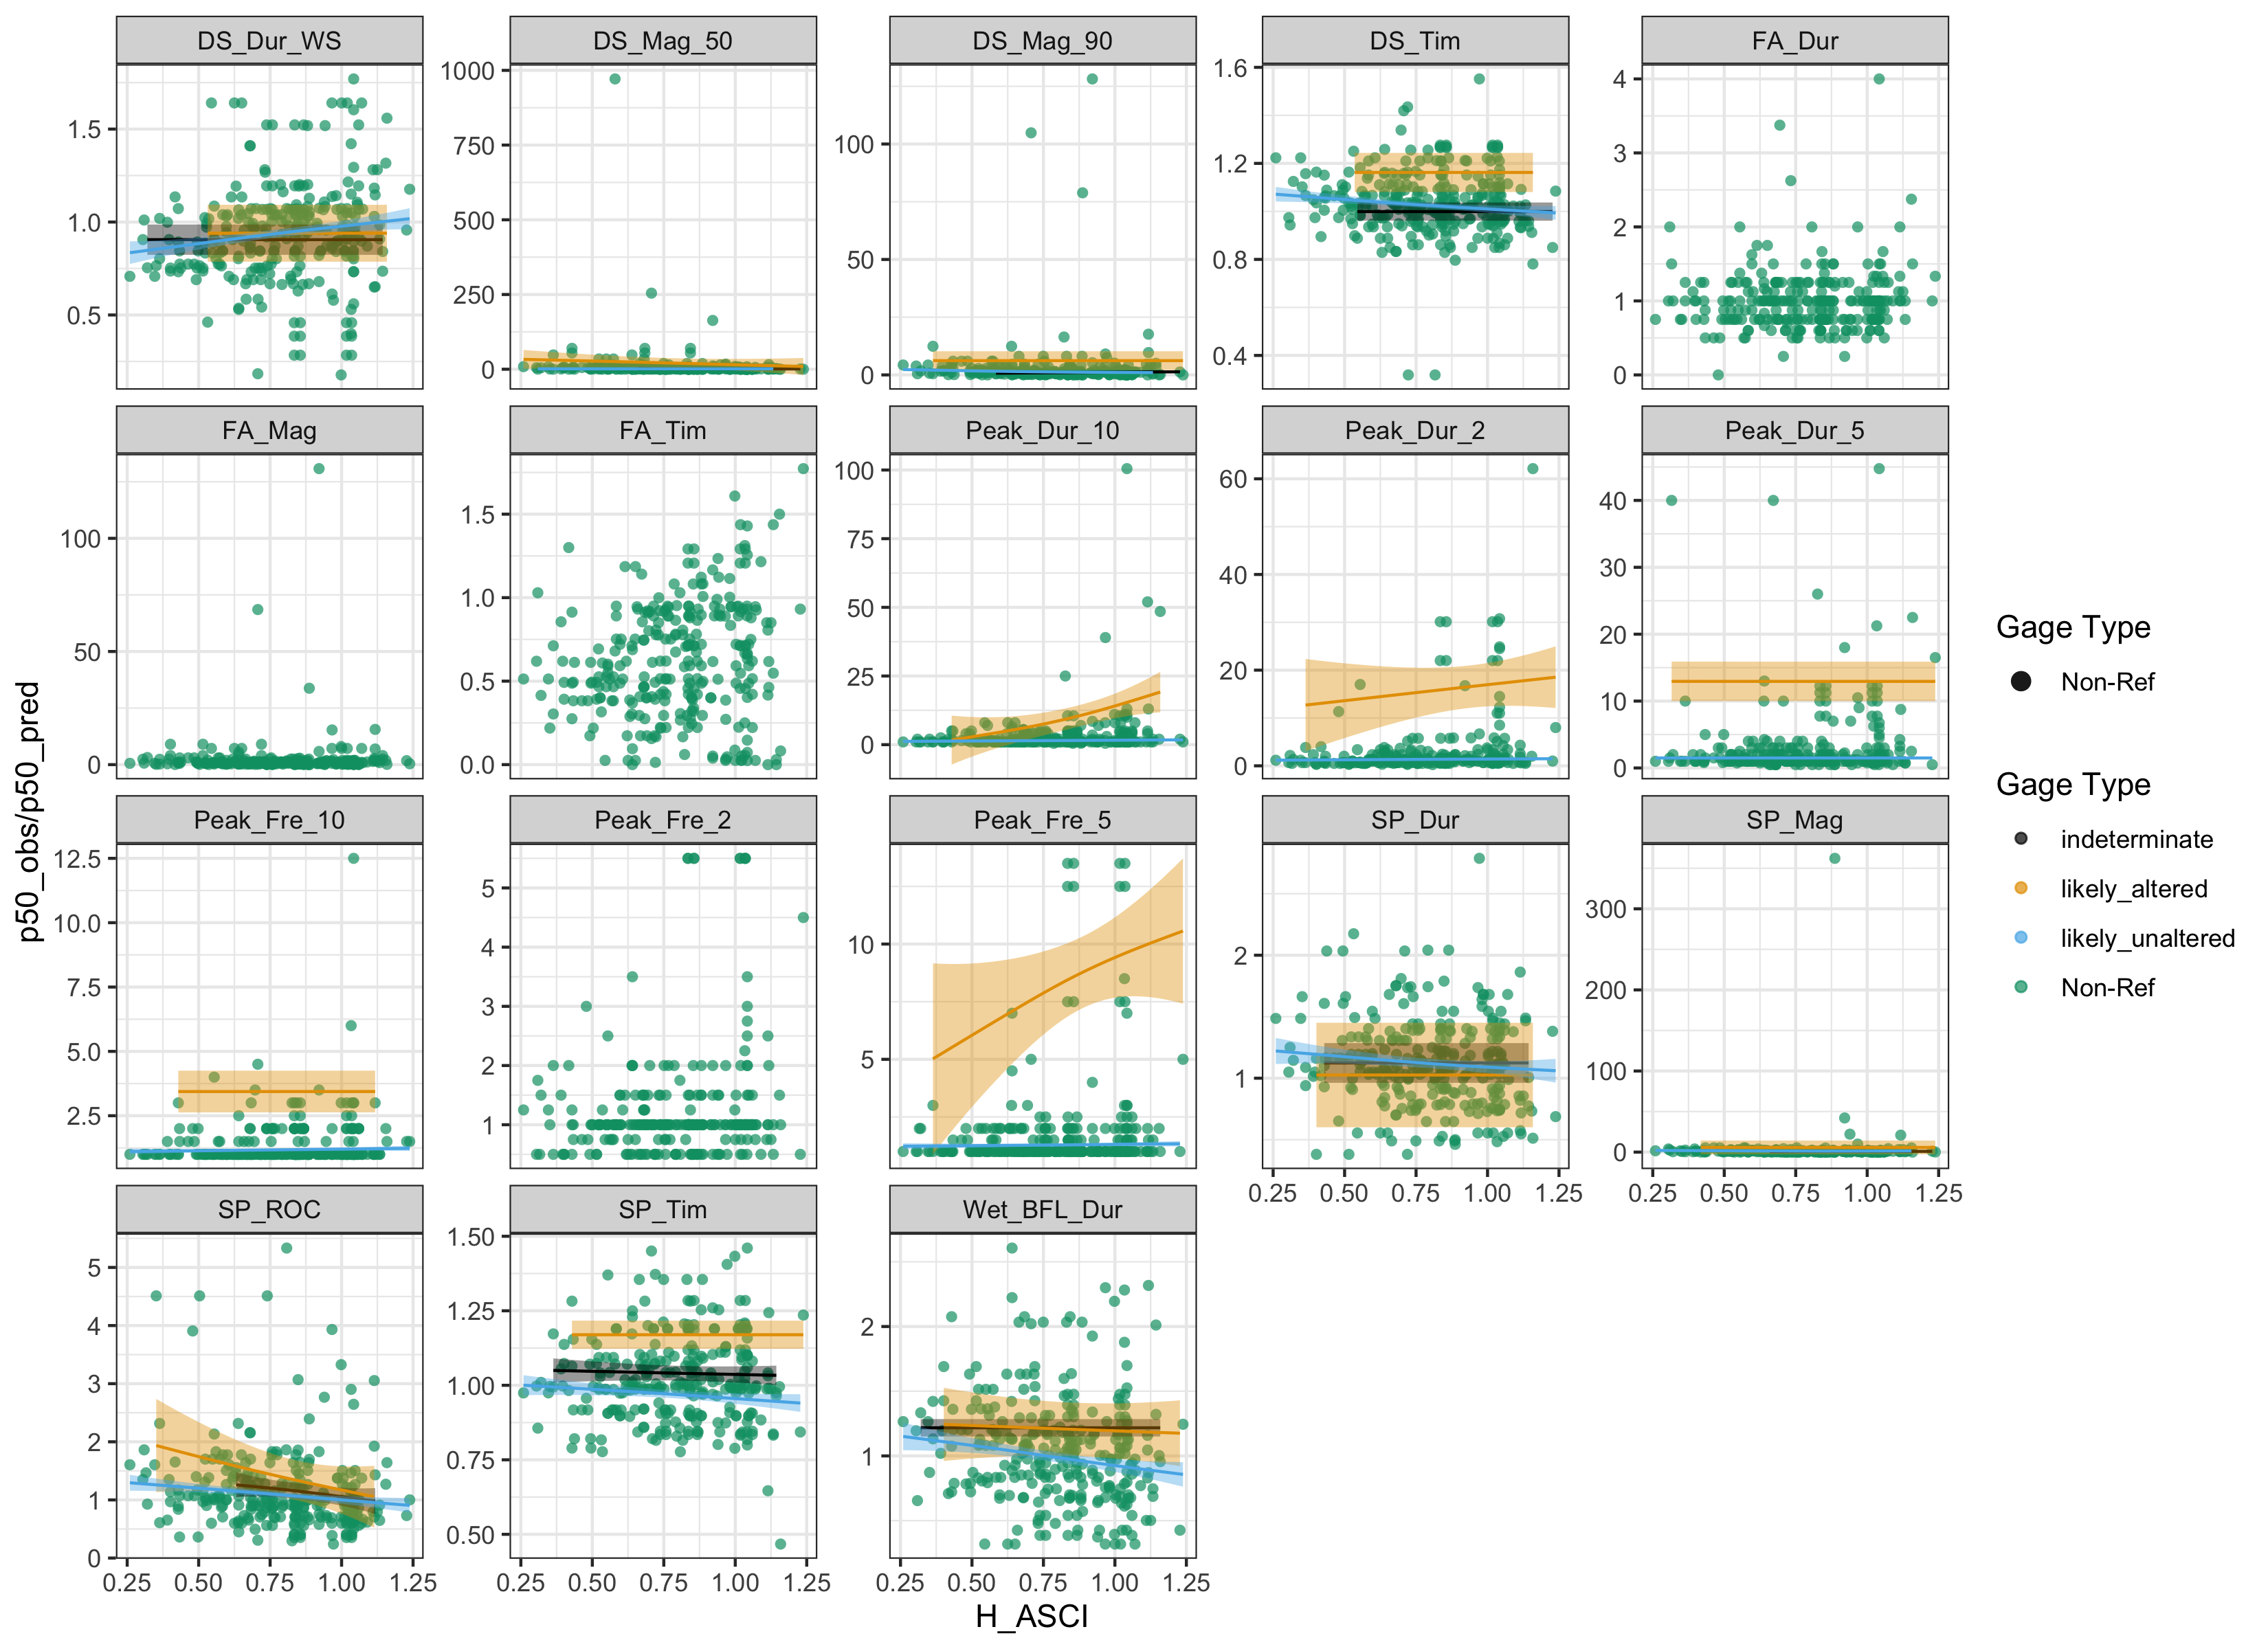 DS_Dur_WS DS_Mag_50 DS_Mag_90 DS_Tim FA_Dur
1.5 1.0 0.5
1000 750 500 250 0
100 50 0
1.6 1.2 0.8 0.4
4 3 2 1 0
FA_Mag FA_Tim Peak_Dur_10 Peak_Dur_2 Peak_Dur_5
100 50 0
1.5 1.0 0.5 0.0
100 75 50 25 0
60 40 20 0
40 30 20 10 0
Peak_Fre_10 Peak_Fre_2 Peak_Fre_5 SP_Dur SP_Mag
12.5 10.0 7.5 5.0 2.5
5 4 3 2 1
10 5
2 1
300 200 100 0
0.25 0.50 0.75 1.00 1.25 0.25 0.50 0.75 1.00 1.25
SP_ROC SP_Tim Wet_BFL_Dur
5 4 3 2 1 0
1.50 1.25 1.00 0.75 0.50
2 1
0.25 0.50 0.75 1.00 1.25 0.25 0.50 0.75 1.00 1.25 0.25 0.50 0.75 1.00 1.25
H_ASCI
p50_obs/p50_pred
Gage Type
Non-Ref
Gage Type
indeterminate
likely_altered
likely_unaltered
Non-Ref